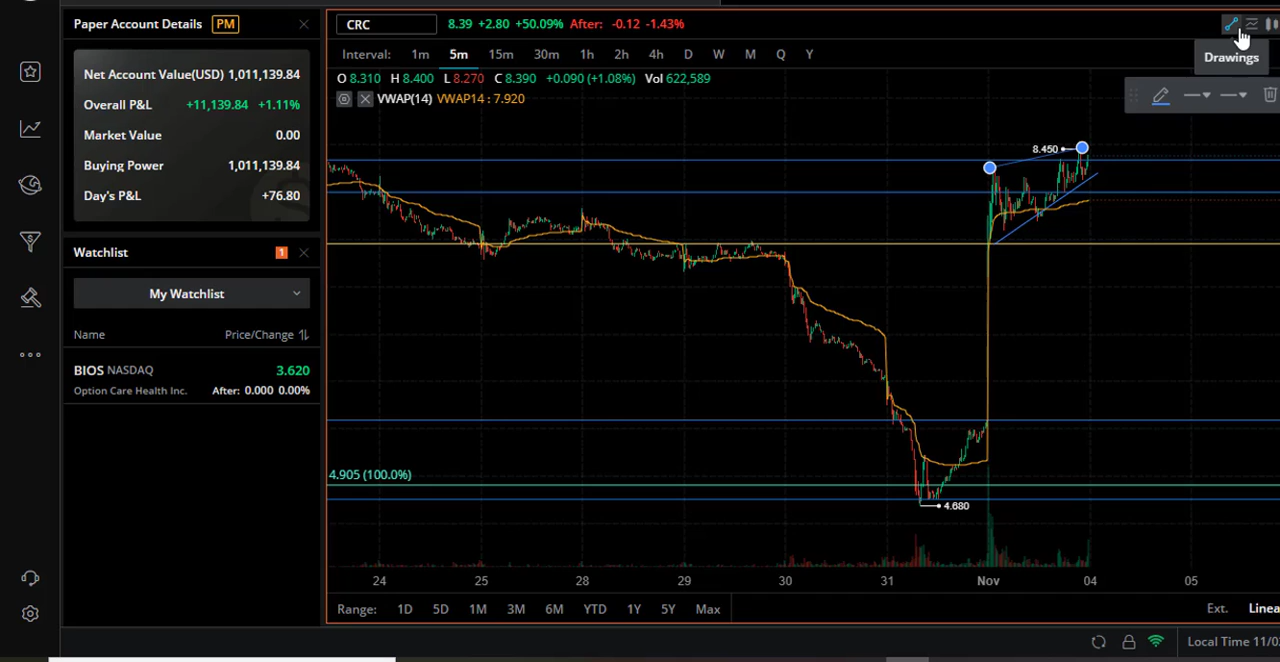 Paper Account Details PM
Net Account Value(USD) 1,011,139.84
Overall P&L +11,139.84 +1.11%
Market Value 0.00
Buying Power 1,011,139.84
Day's P&L +76.80
Watchlist 1
My Watchlist
Name Price/Change
BIOS NASDAQ 3.620
Option Care Health Inc. After: 0.000 0.00%
CRC 8.39 +2.80 +50.09% After: -0.12 -1.43%
Drawings
Interval: 1m 5m 15m 30m 1h 2h 4h D W M Q Y
O 8.310 H 8.400 L 8.270 C 8.390 +0.090 (+1.08%) Vol 622,589
VWAP(14) VWAP14 : 7.920
8.450
4.905 (100.0%)
4.680
24 25 28 29 30 31 Nov 04 05
Range: 1D 5D 1M 3M 6M YTD 1Y 5Y Max
Ext. Linea
Local Time 11/0